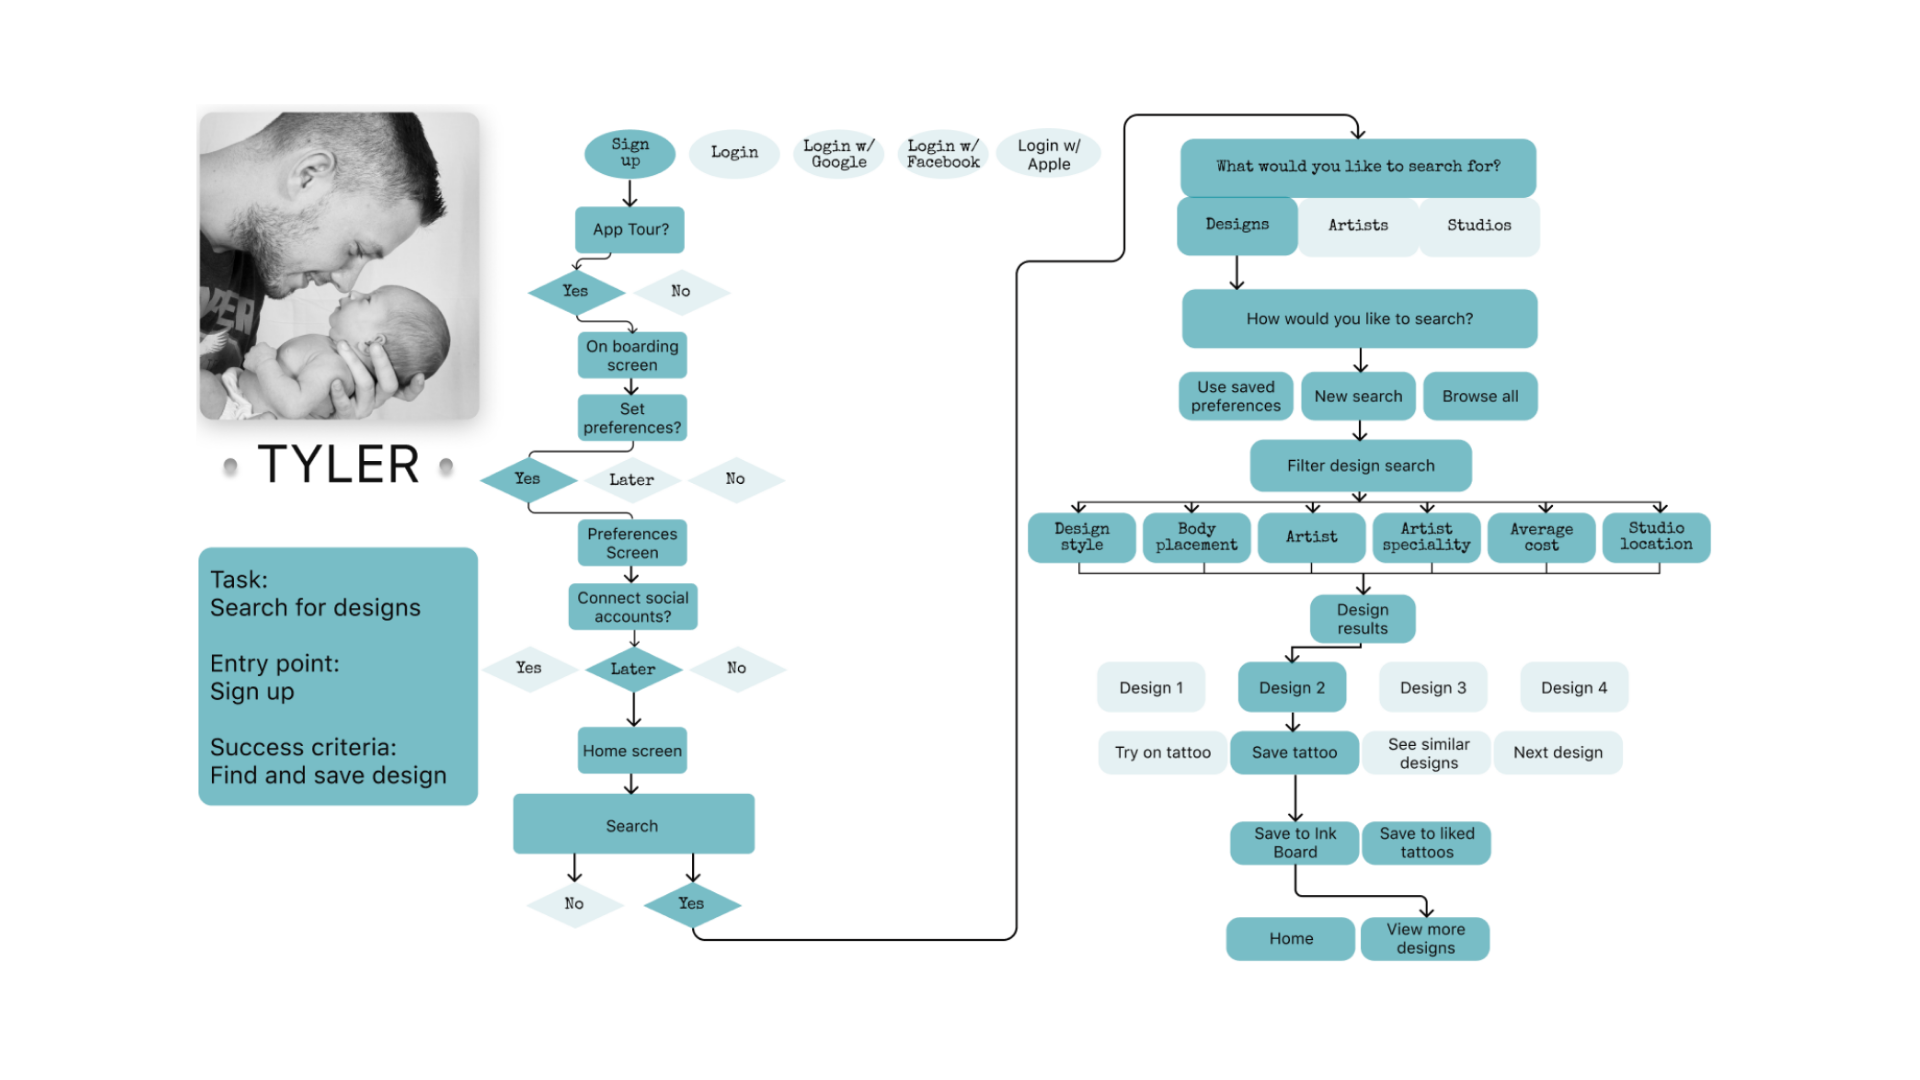 TYLER
Task:
Search for designs
Entry point:
Sign up
Success criteria:
Find and save design
Sign
up
Login
Login w/
Google
Login w/
Facebook
Login w/
Apple
App Tour?
Yes
No
On boarding
screen
Set
preferences?
Yes
Later
No
Preferences
Screen
Connect social
accounts?
Yes
Later
No
Home screen
Search
No
Yes
What would you like to search for?
Designs
Artists
Studios
How would you like to search?
Use saved
preferences
New search
Browse all
Filter design search
Design
style
Body
placement
Artist
Artist
speciality
Average
cost
Studio
location
Design
results
Design 1
Design 2
Design 3
Design 4
Try on tattoo
Save tattoo
See similar
designs
Next design
Save to Ink
Board
Save to liked
tattoos
Home
View more
designs